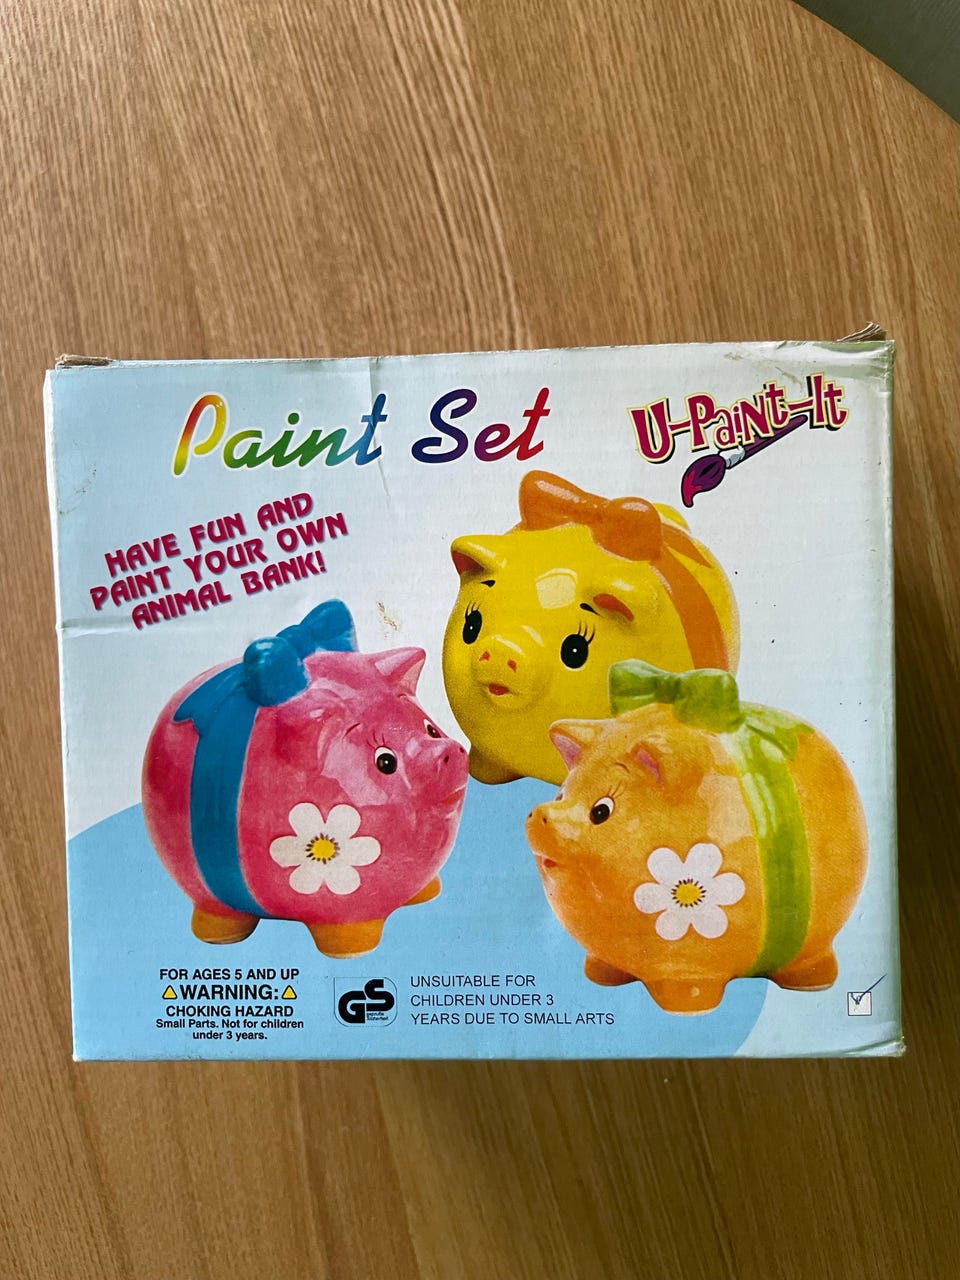 Paint Set
U-PaiNt-It
HAVE FUN AND
PAINT YOUR OWN
ANIMAL BANK!
FOR AGES 5 AND UP
WARNING:
CHOKING HAZARD
Small Parts. Not for children
under 3 years.
GS
geprüfte
Sicherheit
UNSUITABLE FOR
CHILDREN UNDER 3
YEARS DUE TO SMALL ARTS